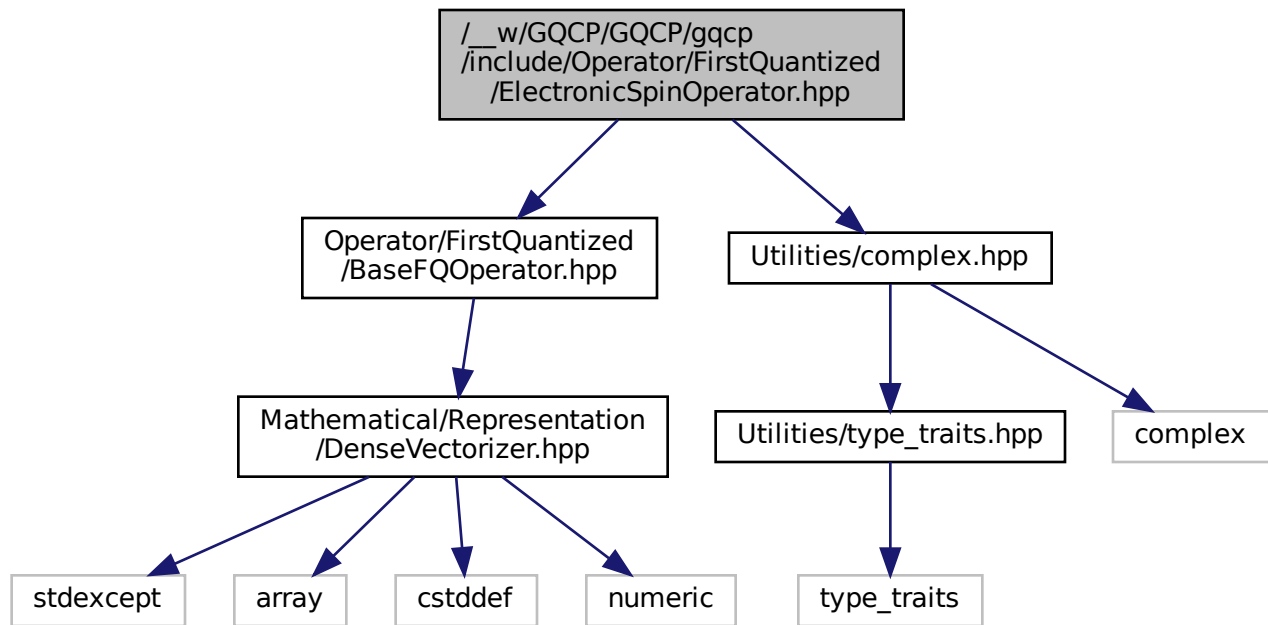 /__w/GQCP/GQCP/gqcp
/include/Operator/FirstQuantized
/ElectronicSpinOperator.hpp
Operator/FirstQuantized
/BaseFQOperator.hpp
Utilities/complex.hpp
Mathematical/Representation
/DenseVectorizer.hpp
Utilities/type_traits.hpp
complex
stdexcept
array
cstddef
numeric
type_traits